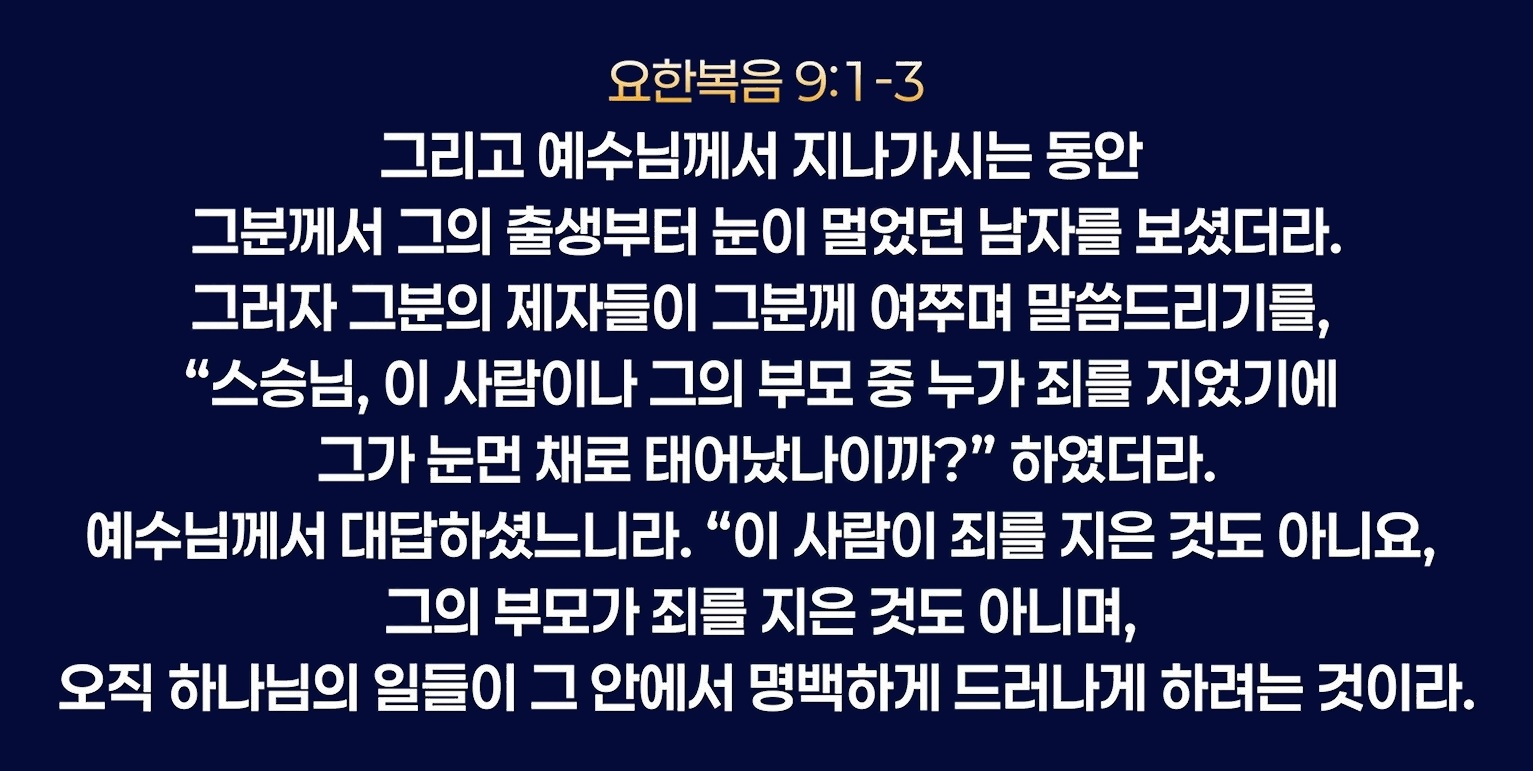 요한복음 9:1-3
그리고 예수님께서 지나가시는 동안
그분께서 그의 출생부터 눈이 멀었던 남자를 보셨더라.
그러자 그분의 제자들이 그분께 여쭈며 말씀드리기를,
“스승님, 이 사람이나 그의 부모 중 누가 죄를 지었기에
그가 눈먼 채로 태어났나이까?” 하였더라.
예수님께서 대답하셨느니라. “이 사람이 죄를 지은 것도 아니요,
그의 부모가 죄를 지은 것도 아니며,
오직 하나님의 일들이 그 안에서 명백하게 드러나게 하려는 것이라.